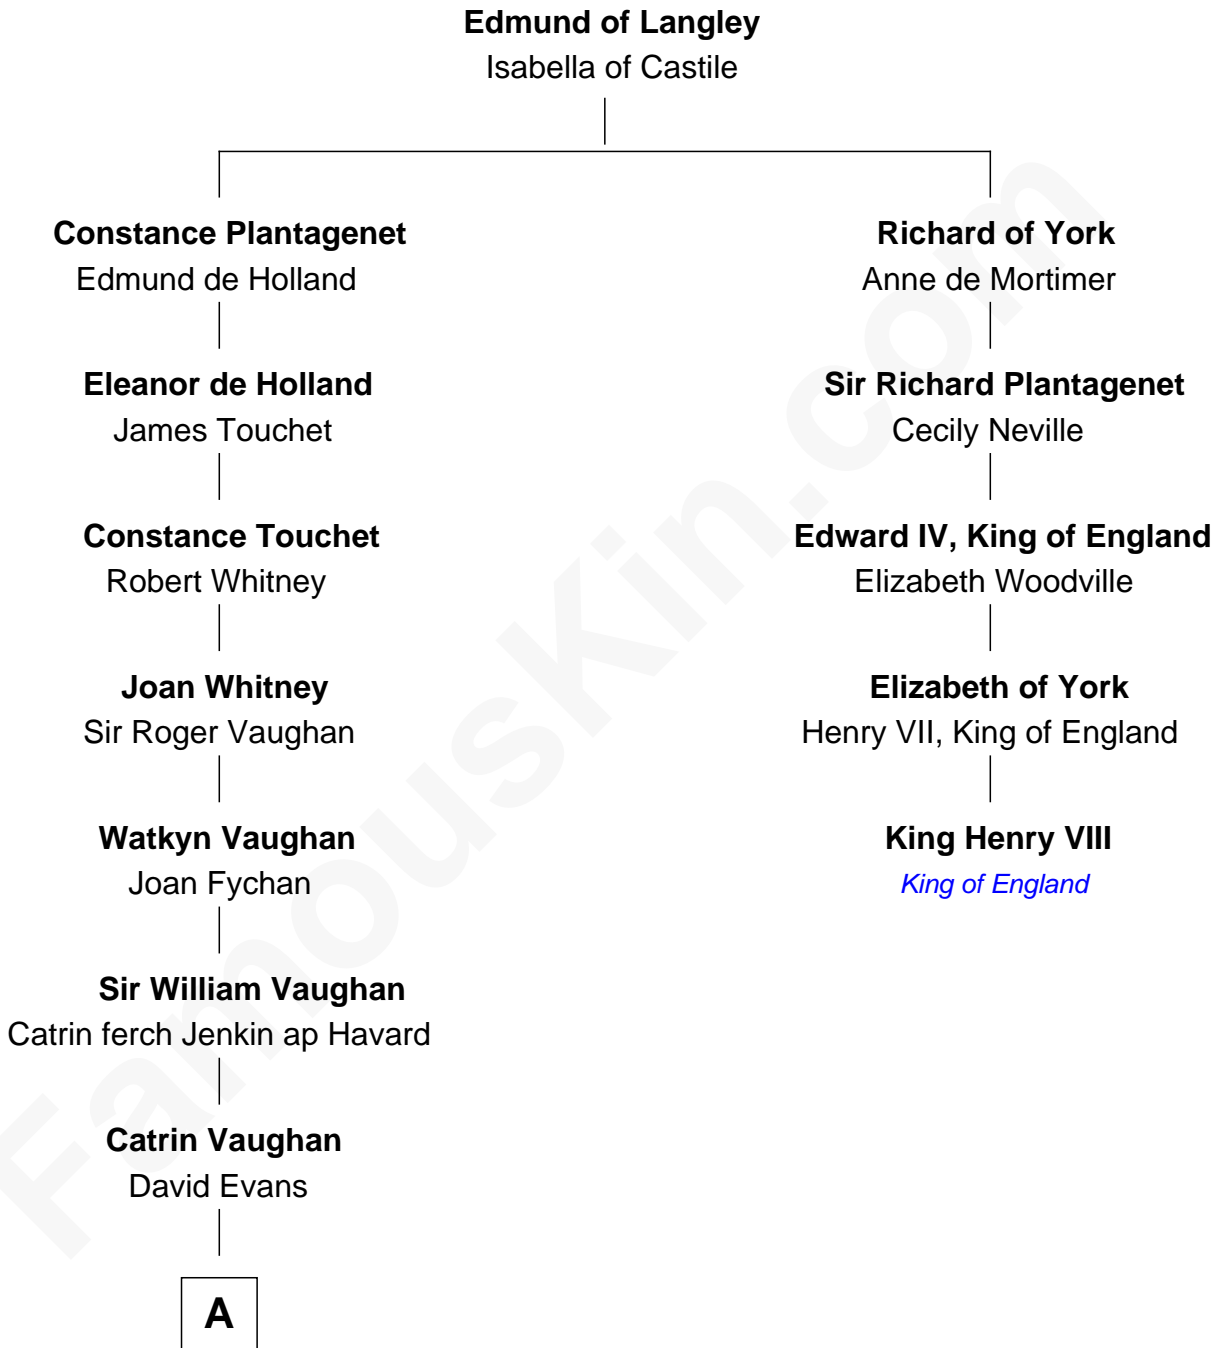 Edmund of Langley
Isabella of Castile
Constance Plantagenet
Edmund de Holland
Eleanor de Holland
James Touchet
Constance Touchet
Robert Whitney
Joan Whitney
Sir Roger Vaughan
Watkyn Vaughan
Joan Fychan
Sir William Vaughan
Catrin ferch Jenkin ap Havard
Catrin Vaughan
David Evans
A
Richard of York
Anne de Mortimer
Sir Richard Plantagenet
Cecily Neville
Edward IV, King of England
Elizabeth Woodville
Elizabeth of York
Henry VII, King of England
King Henry VIII
King of England
FamousKin.com